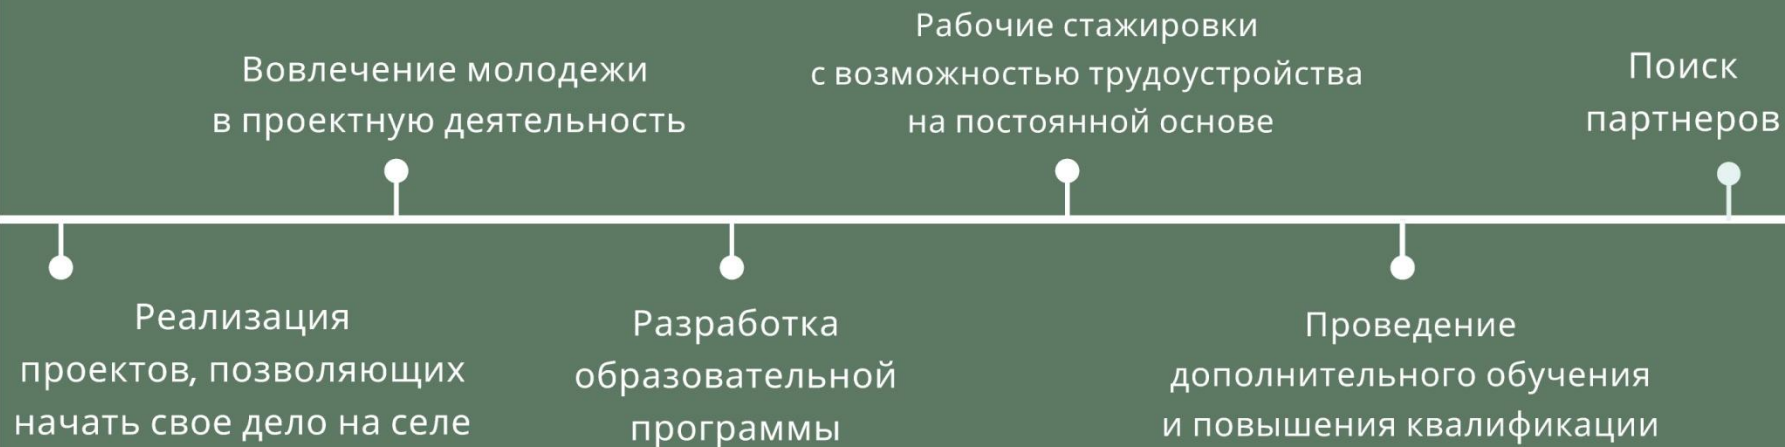 Рабочие стажировки
с возможностью трудоустройства
на постоянной основе
Вовлечение молодежи
в проектную деятельность
Поиск
партнеров
Реализация
проектов, позволяющих
начать свое дело на селе
Разработка
образовательной
программы
Проведение
дополнительного обучения
и повышения квалификации